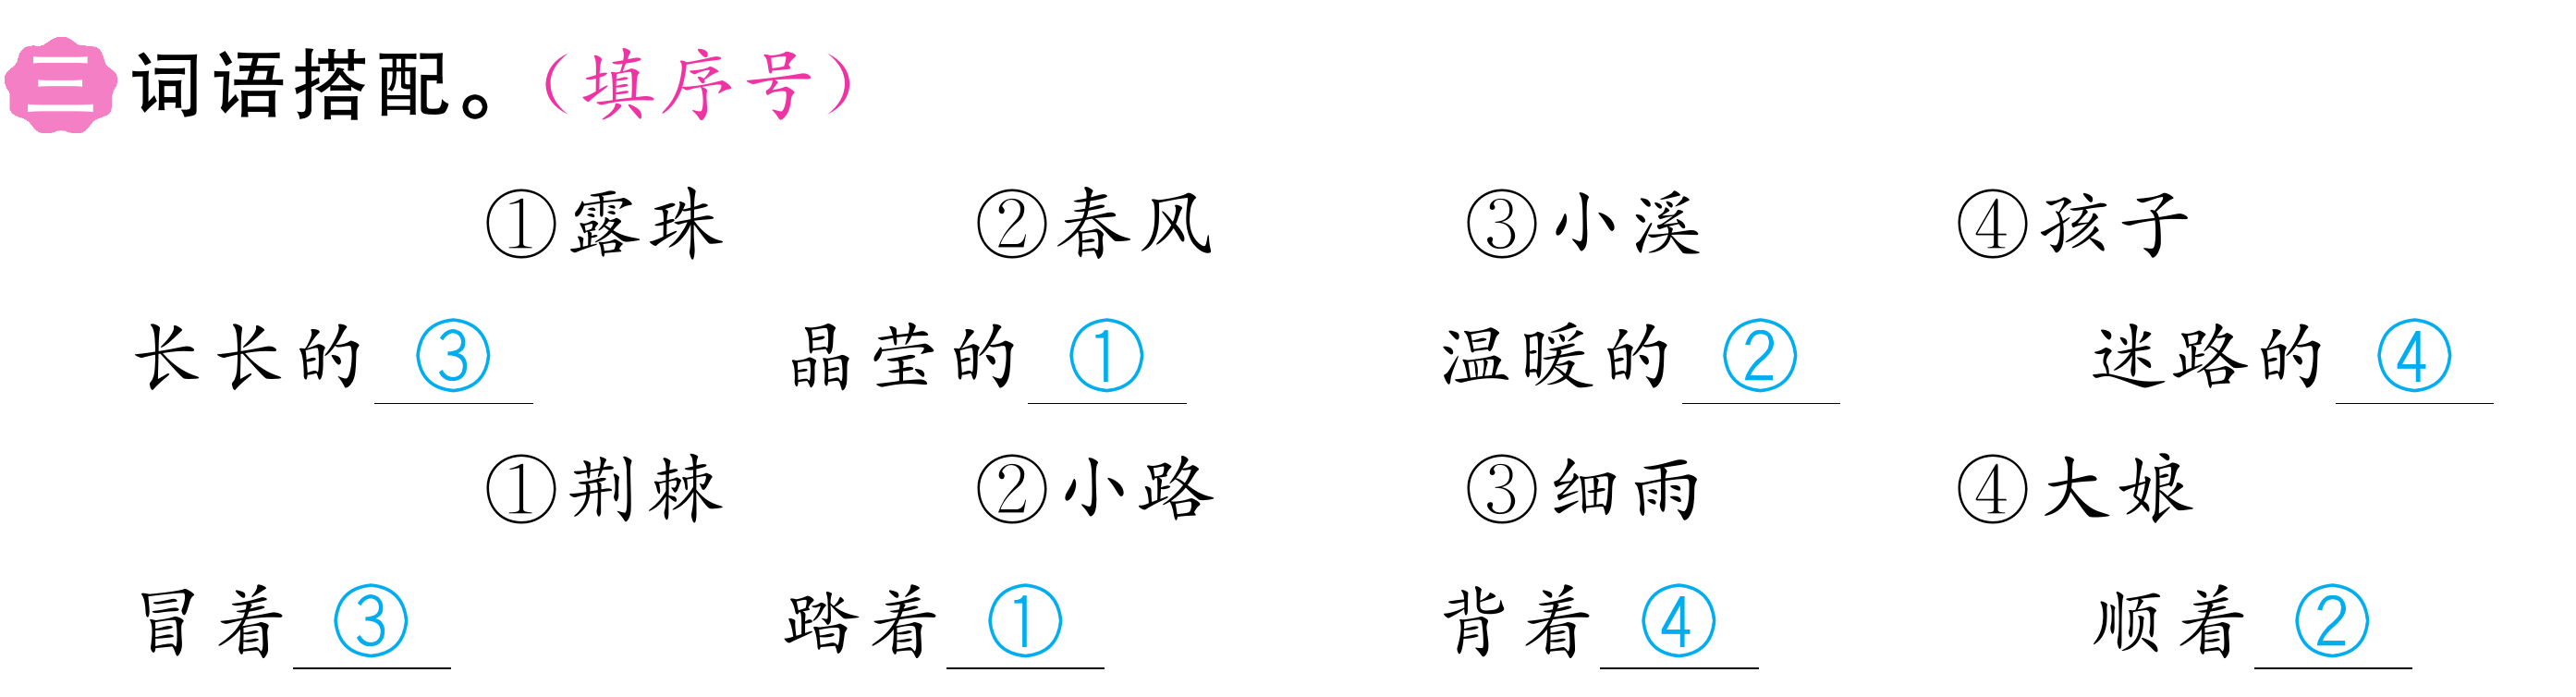 三 词语搭配。（填序号）
①露珠 ②春风 ③小溪 ④孩子
长长的 ③ 晶莹的 ① 温暖的 ② 迷路的 ④
①荆棘 ②小路 ③细雨 ④大娘
冒着 ③ 踏着 ① 背着 ④ 顺着 ②